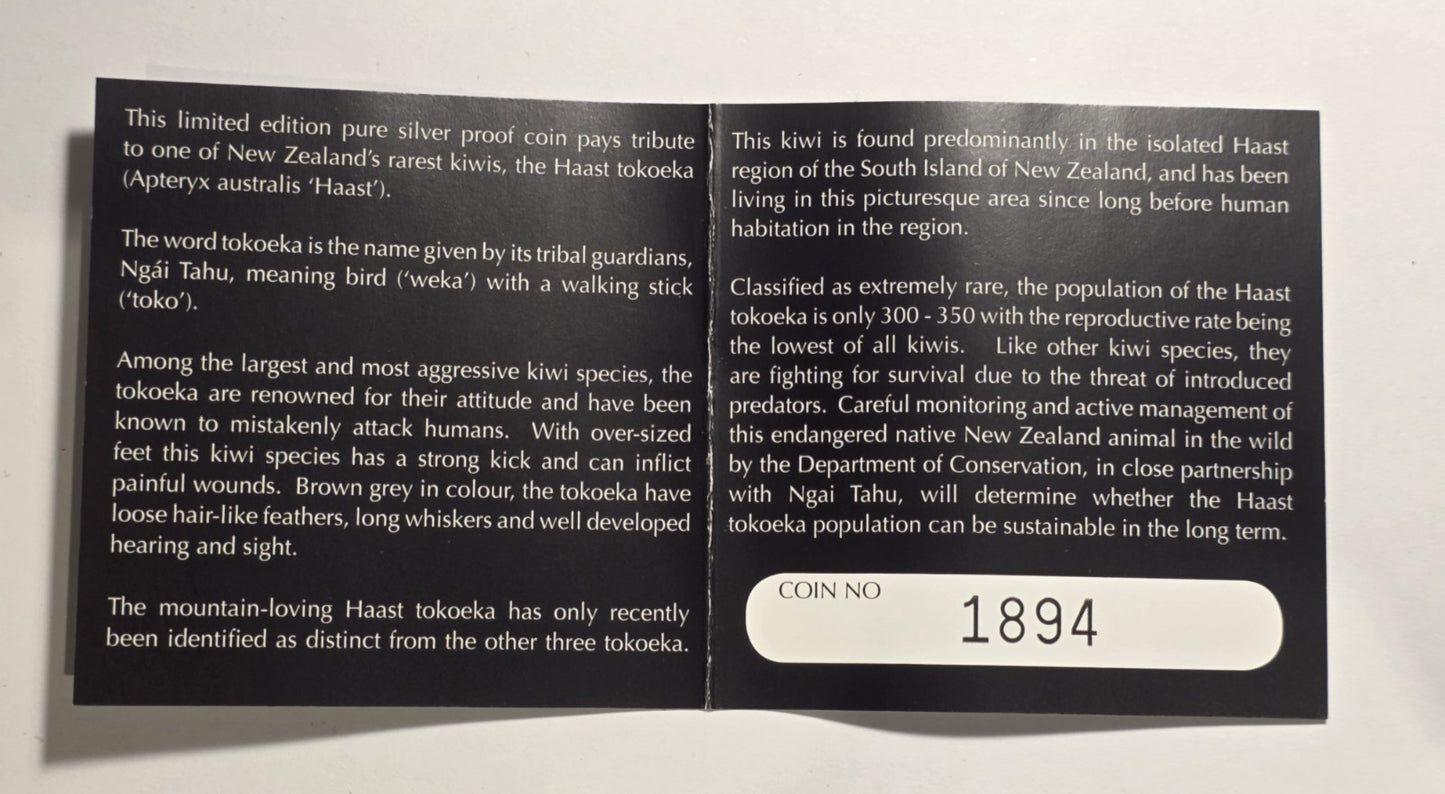 This limited edition pure silver proof coin pays tribute
to one of New Zealand's rarest kiwis, the Haast tokoeka
(Apteryx australis 'Haast').
The word tokoeka is the name given by its tribal guardians,
Ngái Tahu, meaning bird ('weka') with a walking stick
('toko').
Among the largest and most aggressive kiwi species, the
tokoeka are renowned for their attitude and have been
known to mistakenly attack humans. With over-sized
feet this kiwi species has a strong kick and can inflict
painful wounds. Brown grey in colour, the tokoeka have
loose hair-like feathers, long whiskers and well developed
hearing and sight.
The mountain-loving Haast tokoeka has only recently
been identified as distinct from the other three tokoeka.
This kiwi is found predominantly in the isolated Haast
region of the South Island of New Zealand, and has been
living in this picturesque area since long before human
habitation in the region.
Classified as extremely rare, the population of the Haast
tokoeka is only 300 - 350 with the reproductive rate being
the lowest of all kiwis. Like other kiwi species, they
are fighting for survival due to the threat of introduced
predators. Careful monitoring and active management of
this endangered native New Zealand animal in the wild
by the Department of Conservation, in close partnership
with Ngai Tahu, will determine whether the Haast
tokoeka population can be sustainable in the long term.
COIN NO
1894